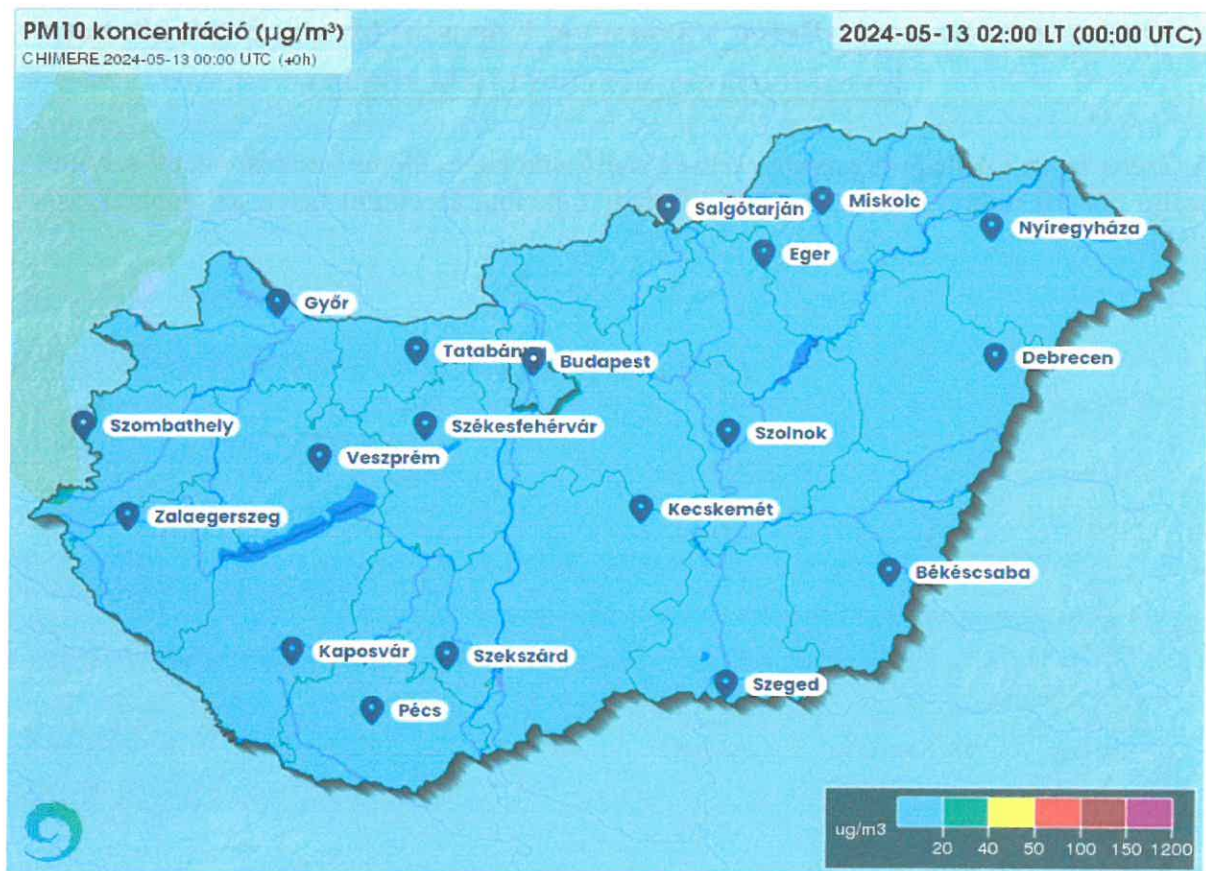 PM10 koncentráció (µg/m³)
CHIMERE 2024-05-13 00:00 UTC (+0h)
2024-05-13 02:00 LT (00:00 UTC)
Salgótarján
Miskolc
Nyíregyháza
Eger
Győr
Tatabánya
Budapest
Debrecen
Szombathely
Székesfehérvár
Szolnok
Veszprém
Zalaegerszeg
Kecskemét
Békéscsaba
Kaposvár
Szekszárd
Szeged
Pécs
ug/m3
20 40 50 100 150 1200